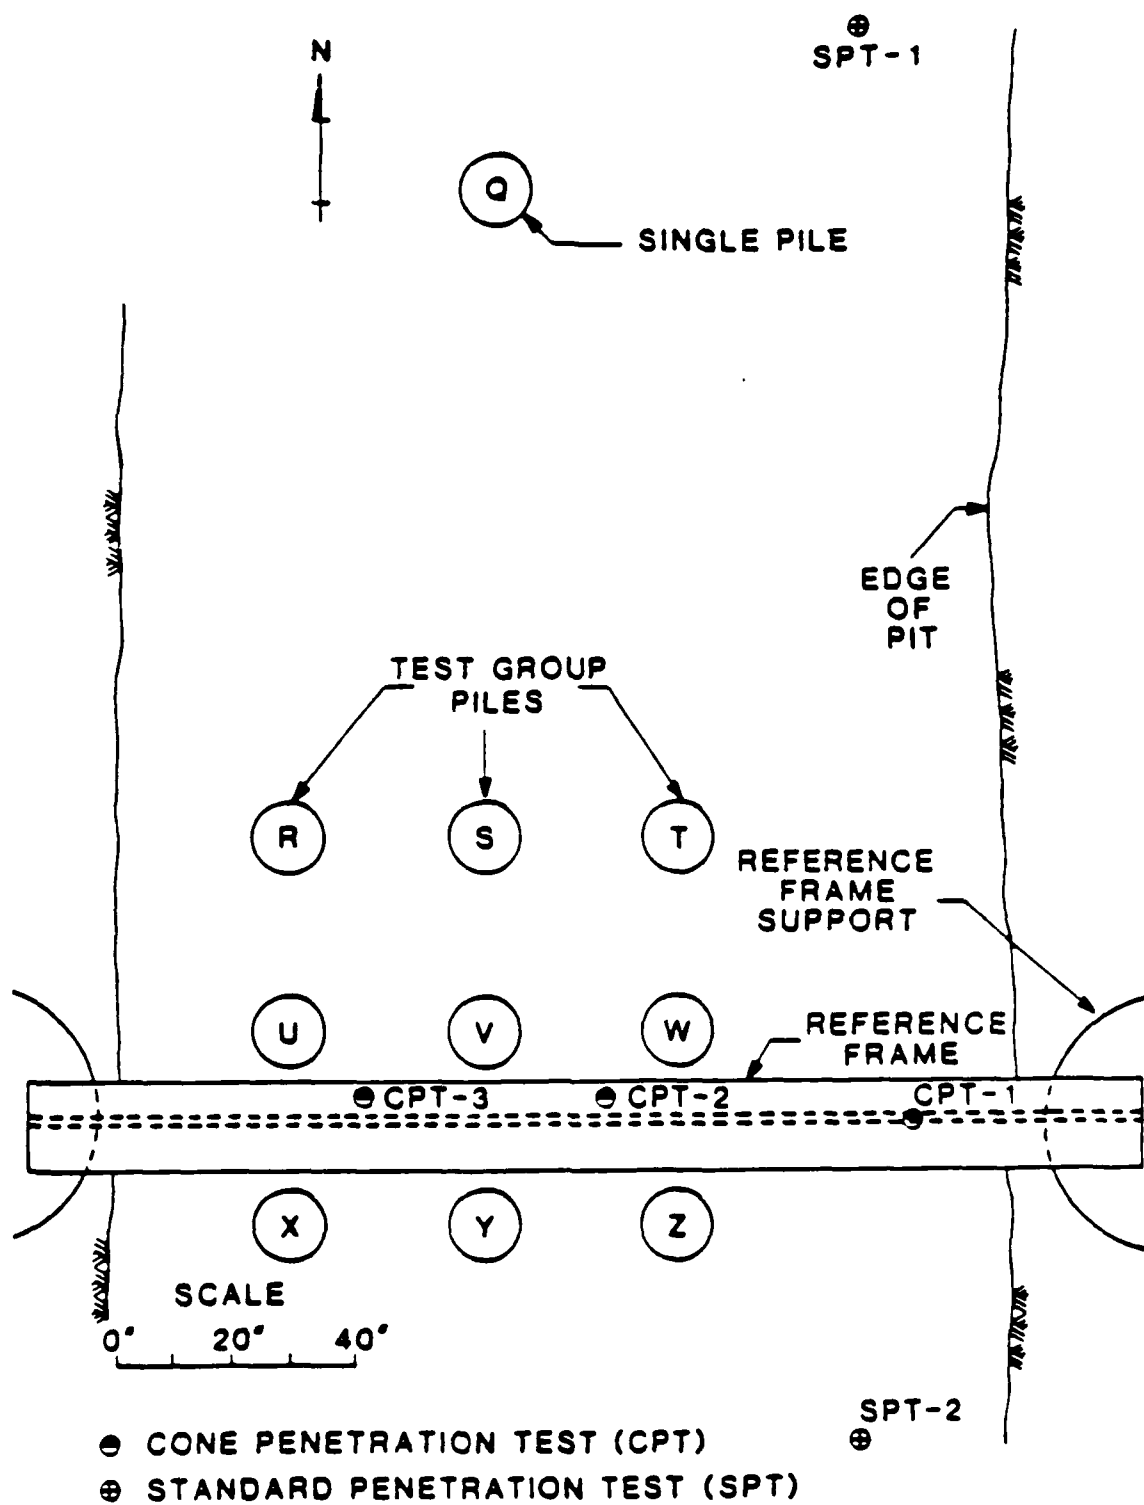 SPT-1
N
Q
SINGLE PILE
EDGE
OF
PIT
TEST GROUP
PILES
R
S
T
REFERENCE
FRAME
SUPPORT
U
V
W
REFERENCE
FRAME
CPT-3
CPT-2
CPT-1
X
Y
Z
SCALE
0" 20" 40"
SPT-2
CONE PENETRATION TEST (CPT)
STANDARD PENETRATION TEST (SPT)